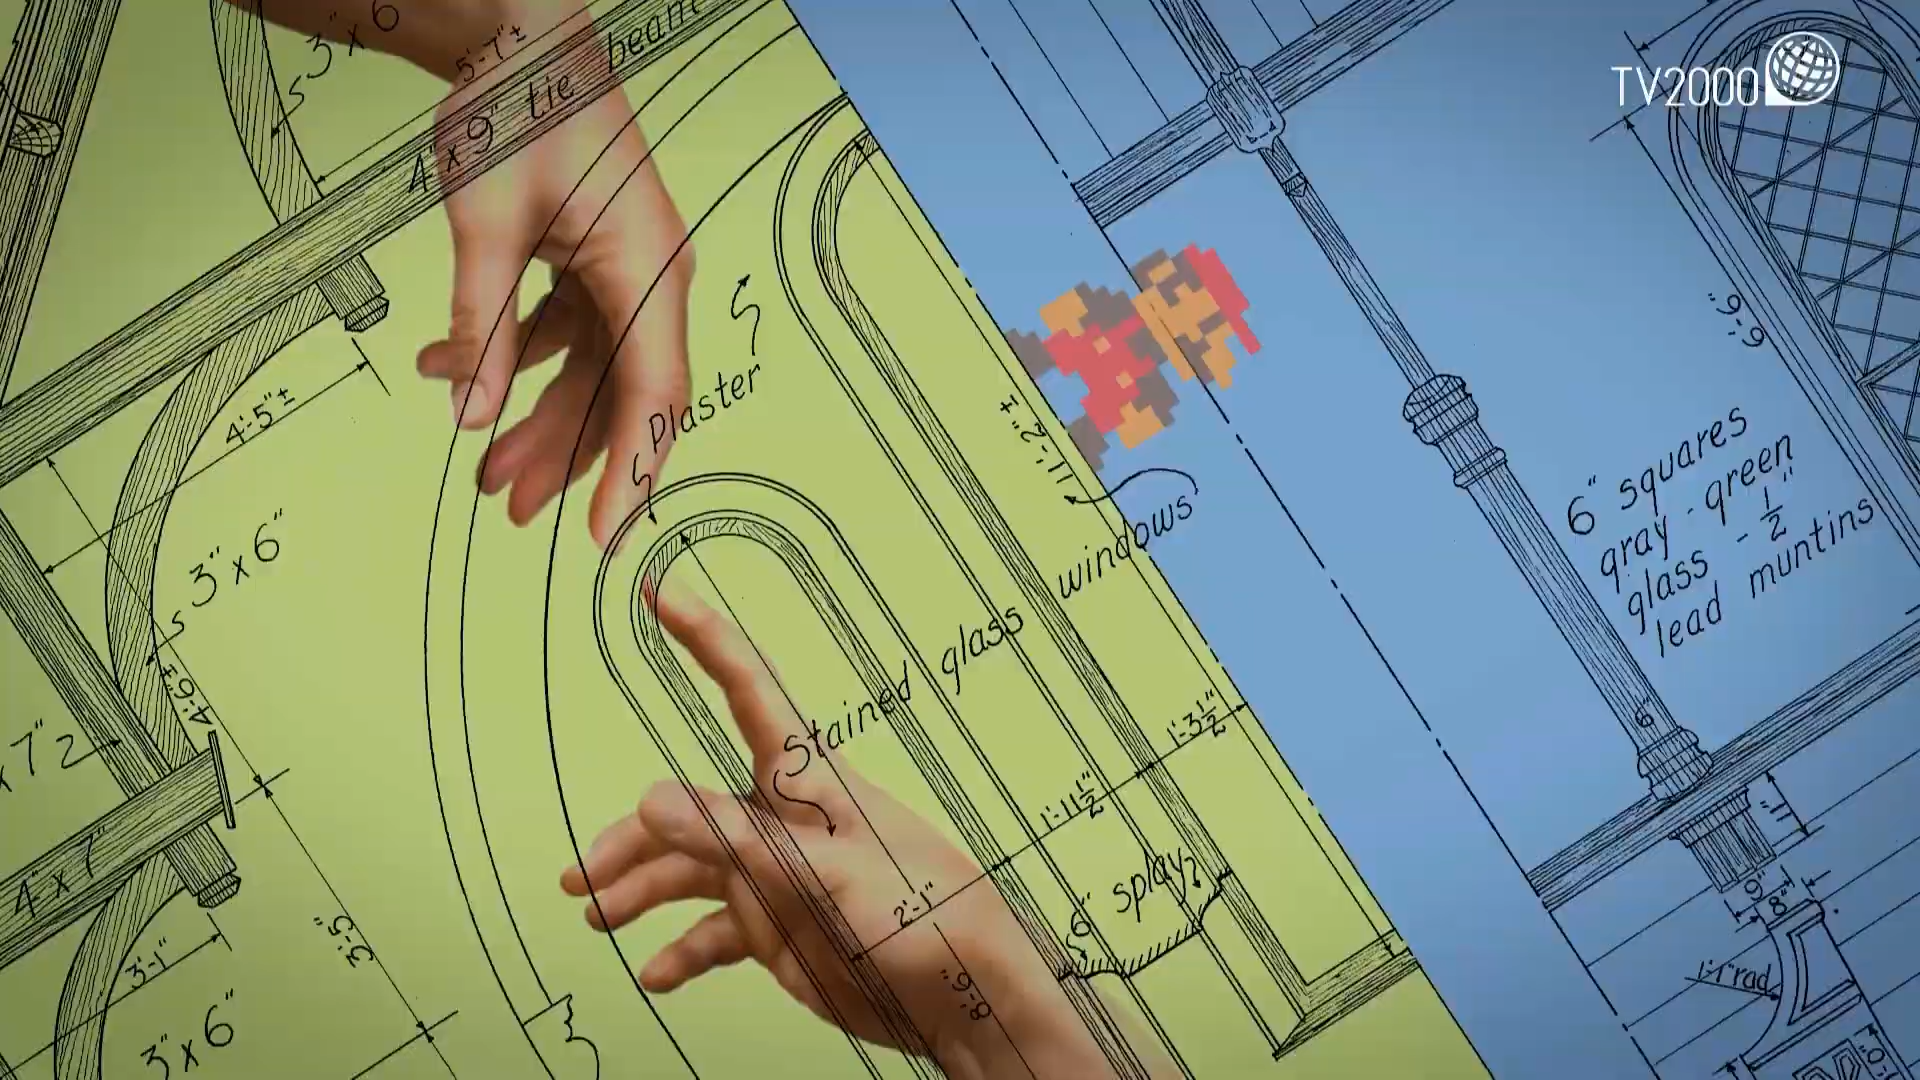 TV2000
3" x 6"
5'-7"±
4" x 9" tie beam
4'-5"±
Plaster
11'-2"±
windows
6'-6"
6" squares
gray - green
glass - 1/2"
lead muntins
3" x 6"
4'-6"±
Stained glass
1'-3 1/2"
1'-11 1/2"
6"
x 7"
4" x 7"
2'-1"
6" splay
3'-5"
8'-6"
3'-1"
3" x 6"
11"
9"
8"
1'-1" rad.